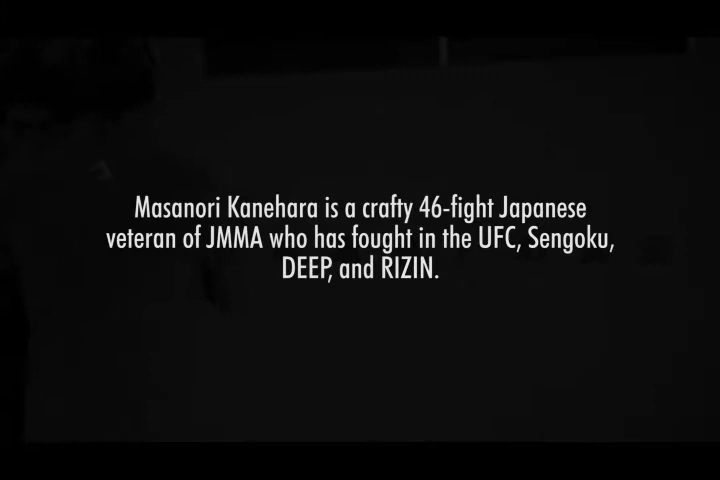 Masanori Kanehara is a crafty 46-fight Japanese
veteran of JMMA who has fought in the UFC, Sengoku,
DEEP, and RIZIN.